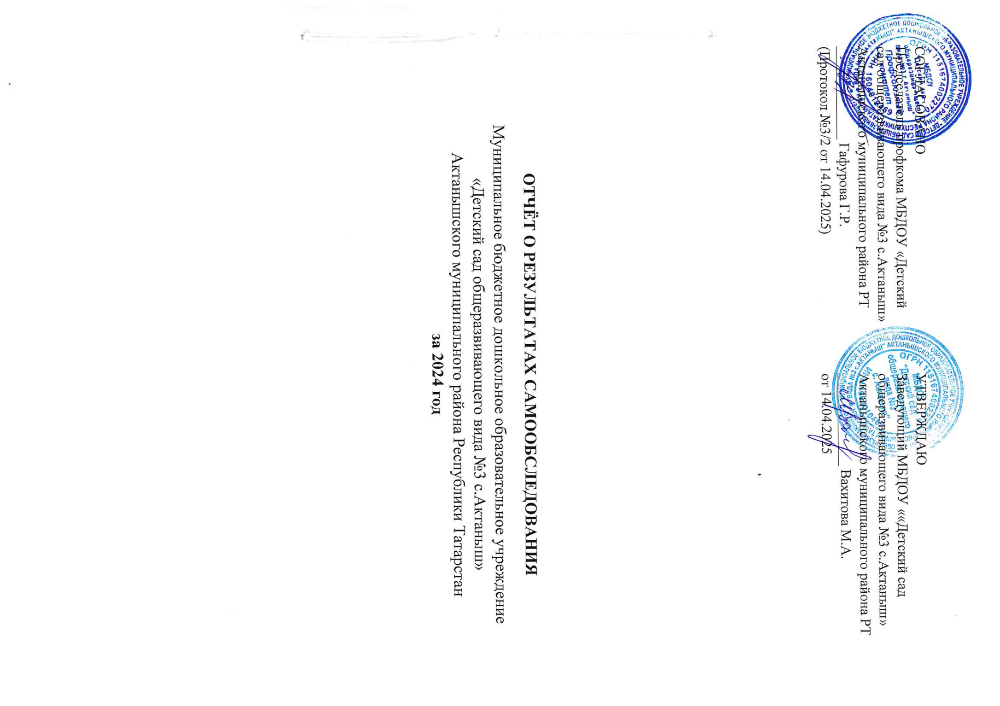 СОГЛАСОВАНО
Председатель профкома МБДОУ «Детский
сад общеразвивающего вида №3 с.Актаныш»
Актанышского муниципального района РТ
Гафурова Г.Р.
(Протокол №3/2 от 14.04.2025)
УТВЕРЖДАЮ
Заведующий МБДОУ ««Детский сад
общеразвивающего вида №3 с.Актаныш»
Актанышского муниципального района РТ
Вахитова М.А.
от 14.04.2025
ОТЧЁТ О РЕЗУЛЬТАТАХ САМООБСЛЕДОВАНИЯ
Муниципальное бюджетное дошкольное образовательное учреждение
«Детский сад общеразвивающего вида №3 с.Актаныш»
Актанышского муниципального района Республики Татарстан
за 2024 год